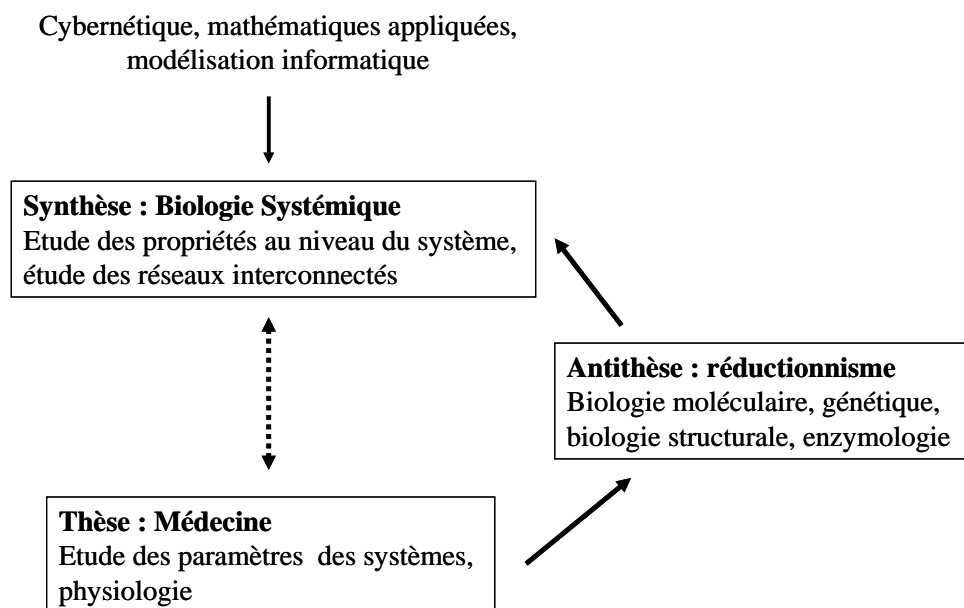 Cybernétique, mathématiques appliquées,
modélisation informatique
Synthèse : Biologie Systémique
Etude des propriétés au niveau du système,
étude des réseaux interconnectés
Antithèse : réductionnisme
Biologie moléculaire, génétique,
biologie structurale, enzymologie
Thèse : Médecine
Etude des paramètres des systèmes,
physiologie